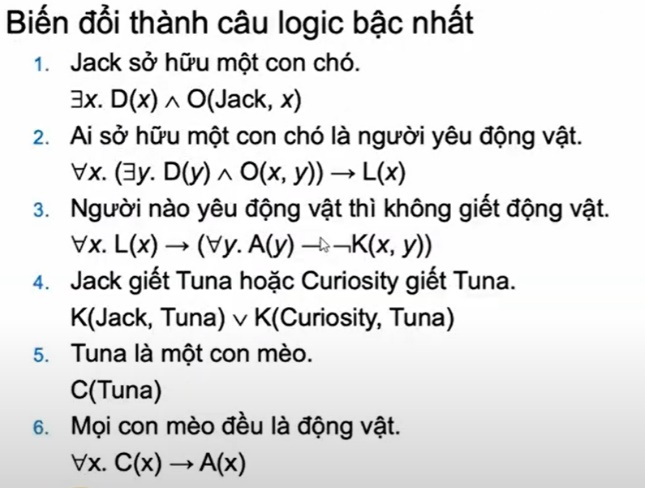 Biến đổi thành câu logic bậc nhất
1. Jack sở hữu một con chó.
∃x. D(x) ∧ O(Jack, x)
2. Ai sở hữu một con chó là người yêu động vật.
∀x. (∃y. D(y) ∧ O(x, y)) → L(x)
3. Người nào yêu động vật thì không giết động vật.
∀x. L(x) → (∀y. A(y) → ¬K(x, y))
4. Jack giết Tuna hoặc Curiosity giết Tuna.
K(Jack, Tuna) ∨ K(Curiosity, Tuna)
5. Tuna là một con mèo.
C(Tuna)
6. Mọi con mèo đều là động vật.
∀x. C(x) → A(x)